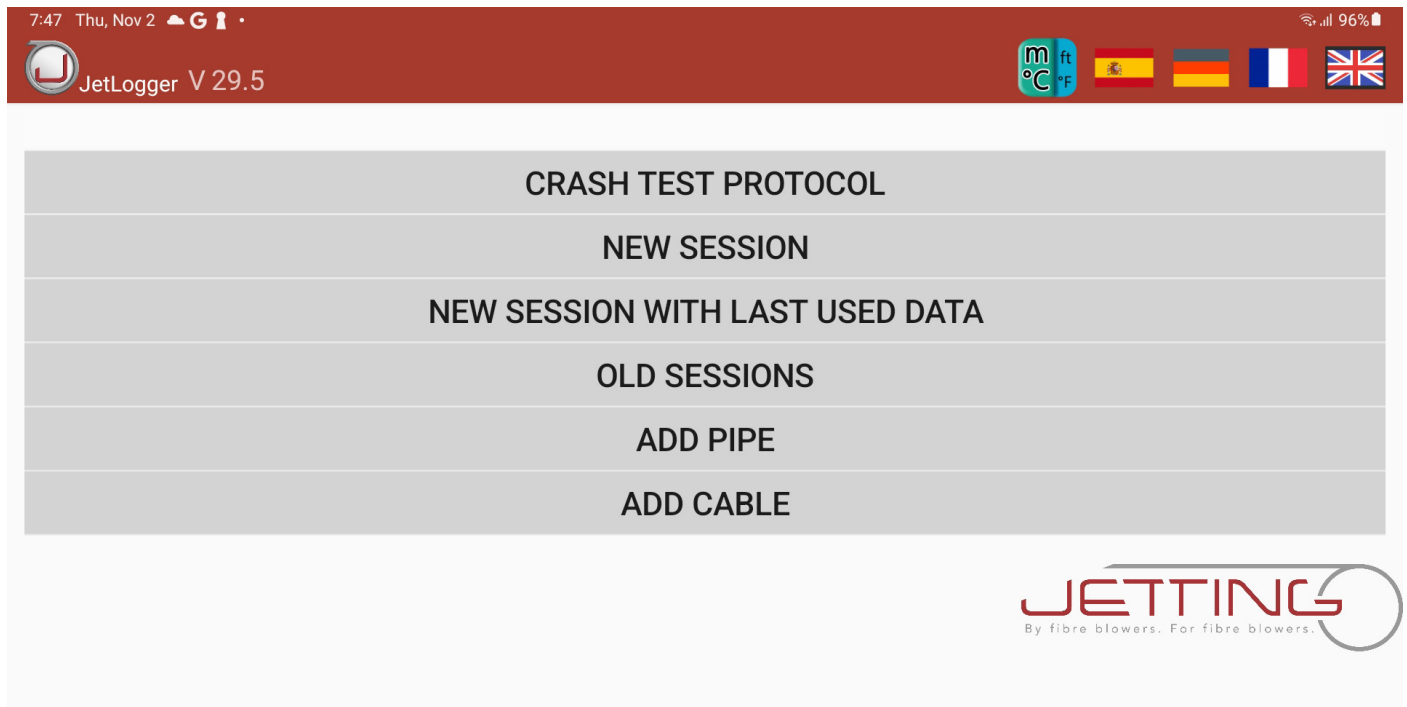 7:47 Thu, Nov 2 G 96%
JetLogger V 29.5
m ft
°C °F
CRASH TEST PROTOCOL
NEW SESSION
NEW SESSION WITH LAST USED DATA
OLD SESSIONS
ADD PIPE
ADD CABLE
JETTING
By fibre blowers. For fibre blowers.